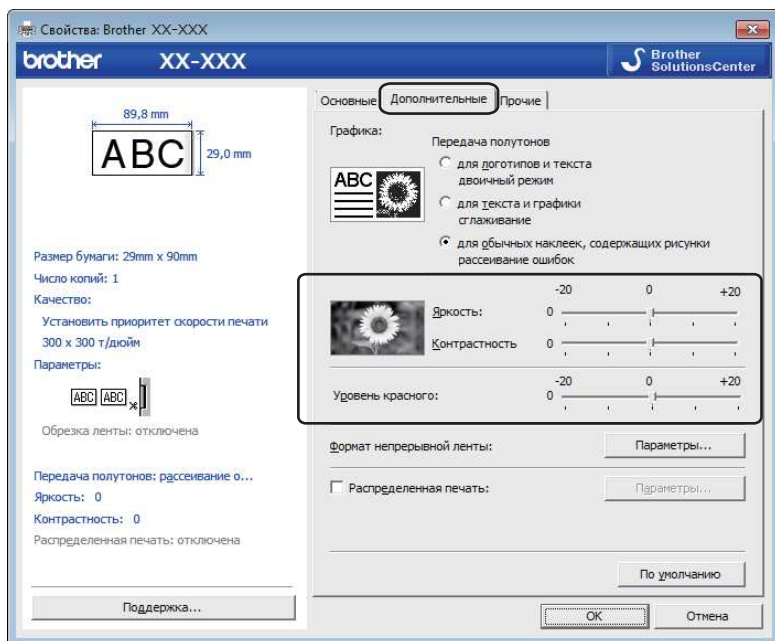 Свойства: Brother XX-XXX
brother XX-XXX
Brother
SolutionsCenter
89,8 mm
ABC
29,0 mm
Размер бумаги: 29mm x 90mm
Число копий: 1
Качество:
Установить приоритет скорости печати
300 x 300 т/дюйм
Параметры:
ABC ABC
Обрезка ленты: отключена
Передача полутонов: рассеивание о...
Яркость: 0
Контрастность: 0
Распределенная печать: отключена
Поддержка...
Основные Дополнительные Прочие
Графика:
ABC
Передача полутонов
для логотипов и текста
двоичный режим
для текста и графики
сглаживание
для обычных наклеек, содержащих рисунки
рассеивание ошибок
-20 0 +20
Яркость: 0
Контрастность 0
-20 0 +20
Уровень красного: 0
Формат непрерывной ленты: Параметры...
Распределенная печать: Параметры...
По умолчанию
OK Отмена